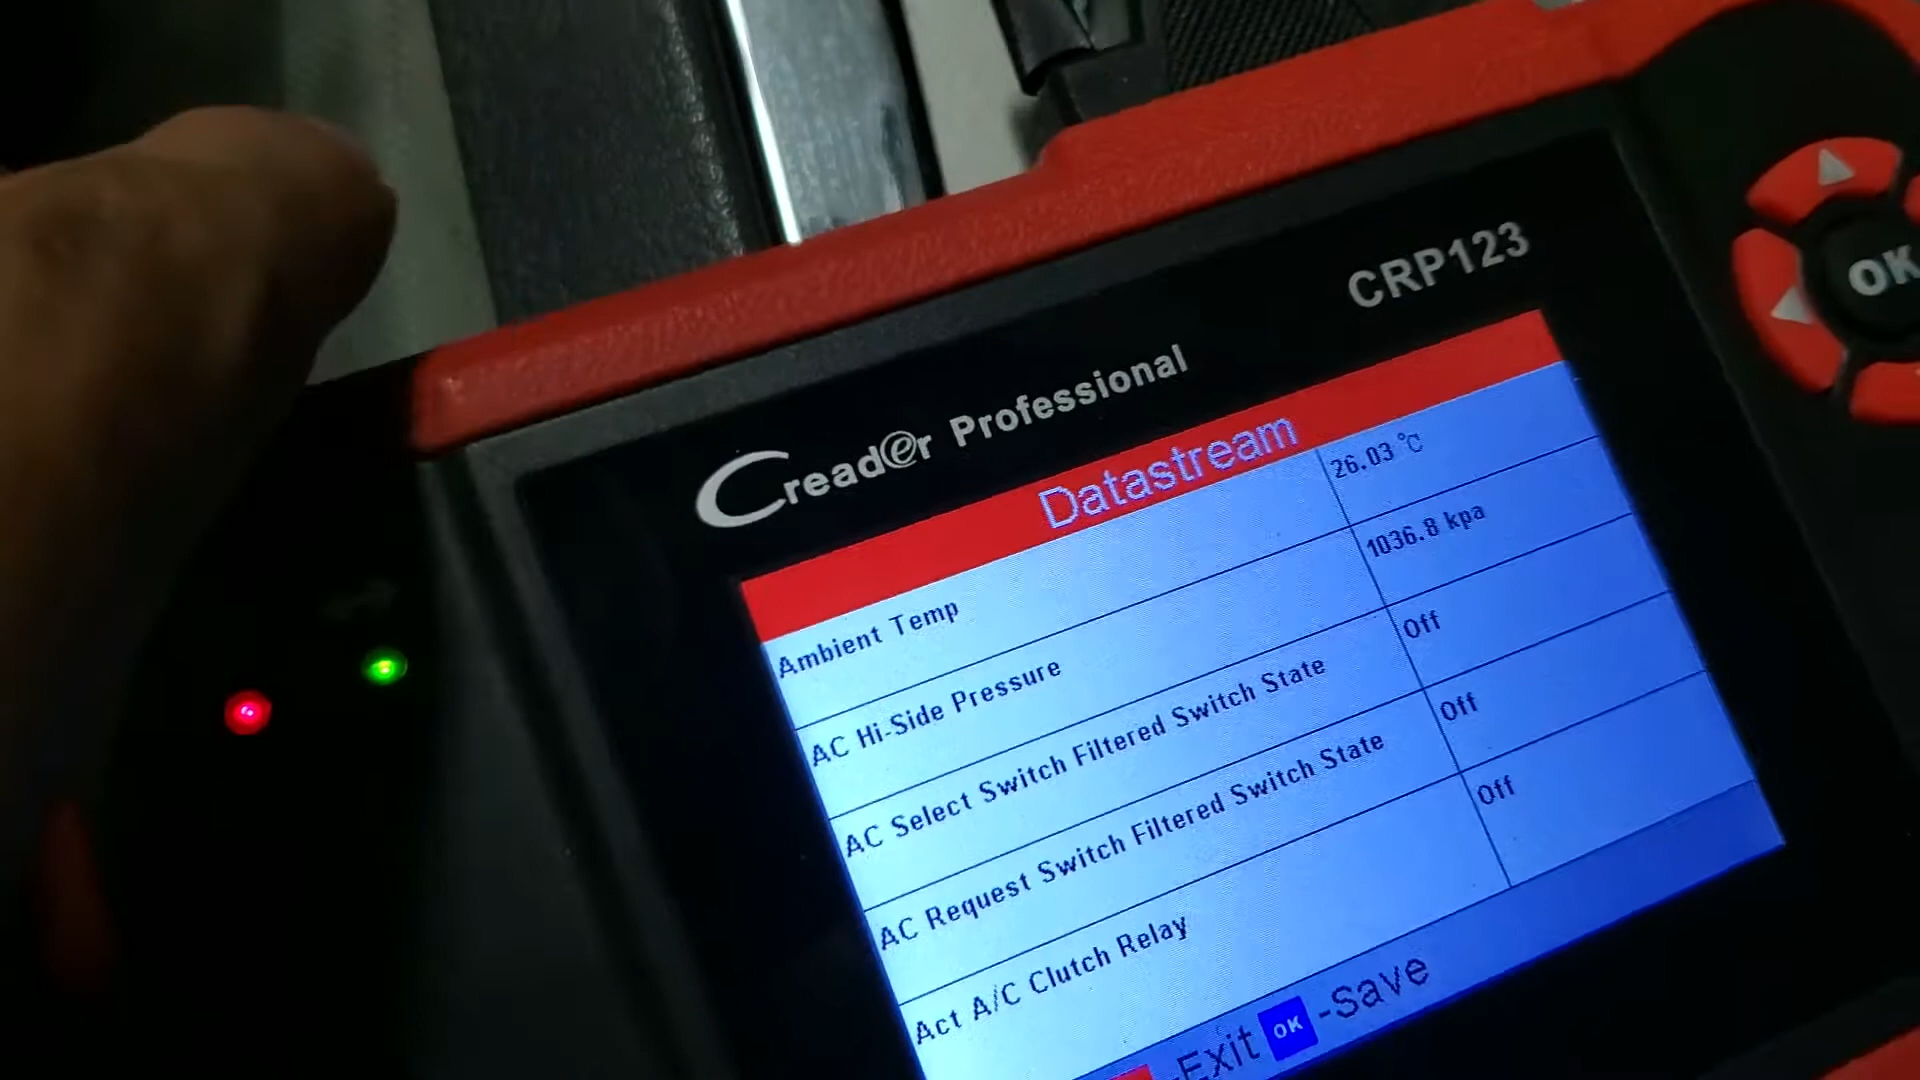 CRP123
OK
Creader Professional
Datastream
Ambient Temp 26.03 °C
AC Hi-Side Pressure 1036.8 kpa
AC Select Switch Filtered Switch State Off
AC Request Switch Filtered Switch State Off
Act A/C Clutch Relay Off
-Exit OK -Save